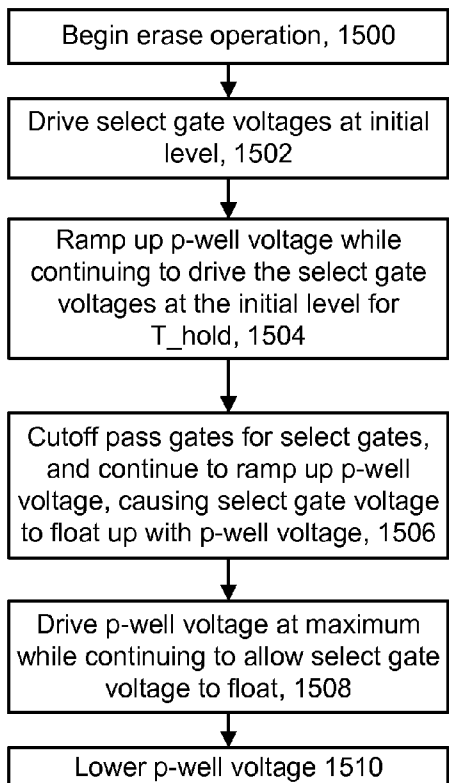 Begin erase operation, 1500
Drive select gate voltages at initial
level, 1502
Ramp up p-well voltage while
continuing to drive the select gate
voltages at the initial level for
T_hold, 1504
Cutoff pass gates for select gates,
and continue to ramp up p-well
voltage, causing select gate voltage
to float up with p-well voltage, 1506
Drive p-well voltage at maximum
while continuing to allow select gate
voltage to float, 1508
Lower p-well voltage 1510